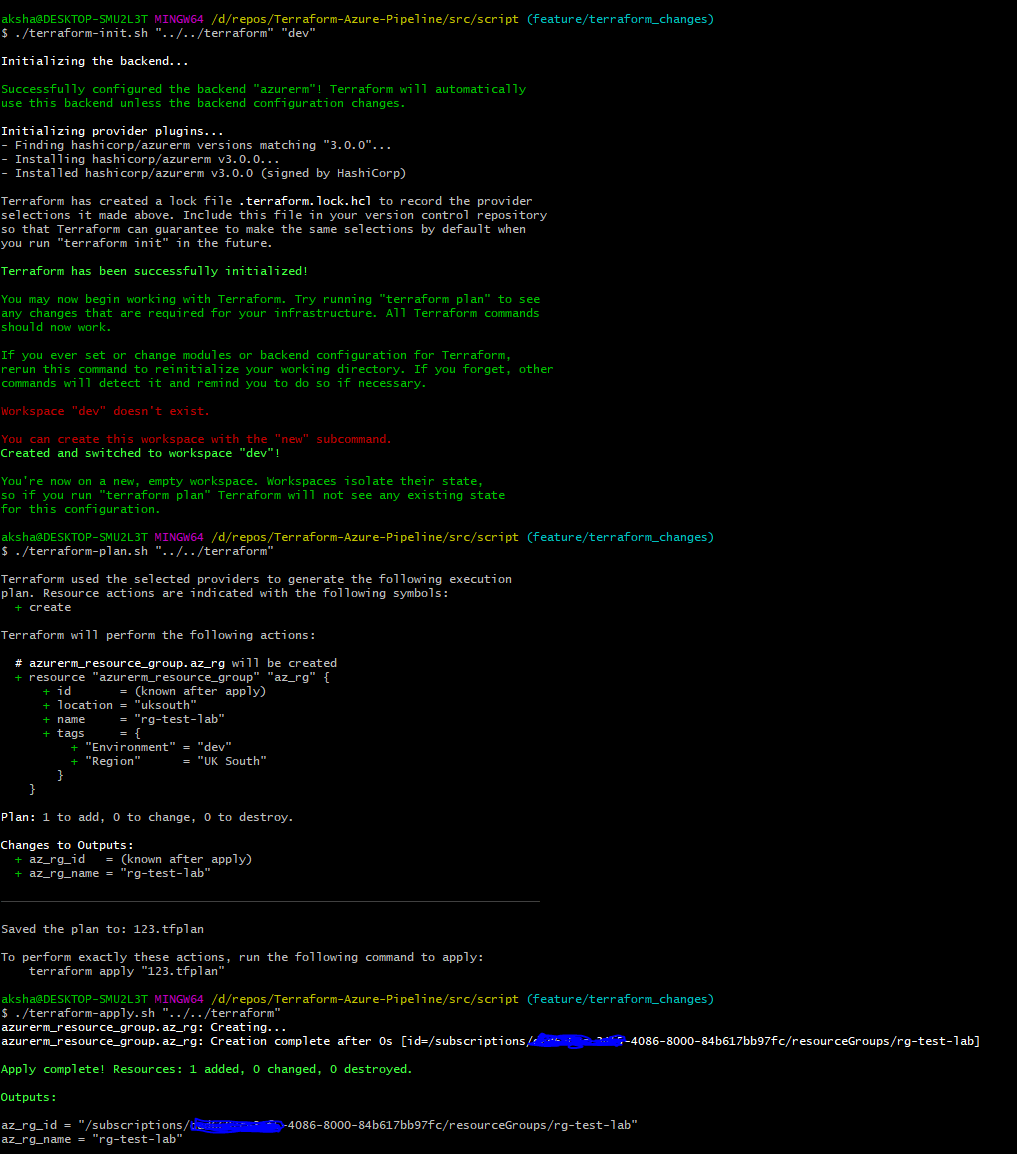 aksha@DESKTOP-SMU2L3T MINGW64 /d/repos/Terraform-Azure-Pipeline/src/script (feature/terraform_changes)
$ ./terraform-init.sh "../../terraform" "dev"
Initializing the backend...
Successfully configured the backend "azurerm"! Terraform will automatically
use this backend unless the backend configuration changes.
Initializing provider plugins...
- Finding hashicorp/azurerm versions matching "3.0.0"...
- Installing hashicorp/azurerm v3.0.0...
- Installed hashicorp/azurerm v3.0.0 (signed by HashiCorp)
Terraform has created a lock file .terraform.lock.hcl to record the provider
selections it made above. Include this file in your version control repository
so that Terraform can guarantee to make the same selections by default when
you run "terraform init" in the future.
Terraform has been successfully initialized!
You may now begin working with Terraform. Try running "terraform plan" to see
any changes that are required for your infrastructure. All Terraform commands
should now work.
If you ever set or change modules or backend configuration for Terraform,
rerun this command to reinitialize your working directory. If you forget, other
commands will detect it and remind you to do so if necessary.
Workspace "dev" doesn't exist.
You can create this workspace with the "new" subcommand.
Created and switched to workspace "dev"!
You're now on a new, empty workspace. Workspaces isolate their state,
so if you run "terraform plan" Terraform will not see any existing state
for this configuration.
aksha@DESKTOP-SMU2L3T MINGW64 /d/repos/Terraform-Azure-Pipeline/src/script (feature/terraform_changes)
$ ./terraform-plan.sh "../../terraform"
Terraform used the selected providers to generate the following execution
plan. Resource actions are indicated with the following symbols:
+ create
Terraform will perform the following actions:
# azurerm_resource_group.az_rg will be created
+ resource "azurerm_resource_group" "az_rg" {
+ id = (known after apply)
+ location = "uksouth"
+ name = "rg-test-lab"
+ tags = {
+ "Environment" = "dev"
+ "Region" = "UK South"
}
}
Plan: 1 to add, 0 to change, 0 to destroy.
Changes to Outputs:
+ az_rg_id = (known after apply)
+ az_rg_name = "rg-test-lab"
Saved the plan to: 123.tfplan
To perform exactly these actions, run the following command to apply:
terraform apply "123.tfplan"
aksha@DESKTOP-SMU2L3T MINGW64 /d/repos/Terraform-Azure-Pipeline/src/script (feature/terraform_changes)
$ ./terraform-apply.sh "../../terraform"
azurerm_resource_group.az_rg: Creating...
azurerm_resource_group.az_rg: Creation complete after 0s [id=/subscriptions/ -4086-8000-84b617bb97fc/resourceGroups/rg-test-lab]
Apply complete! Resources: 1 added, 0 changed, 0 destroyed.
Outputs:
az_rg_id = "/subscriptions/ -4086-8000-84b617bb97fc/resourceGroups/rg-test-lab"
az_rg_name = "rg-test-lab"